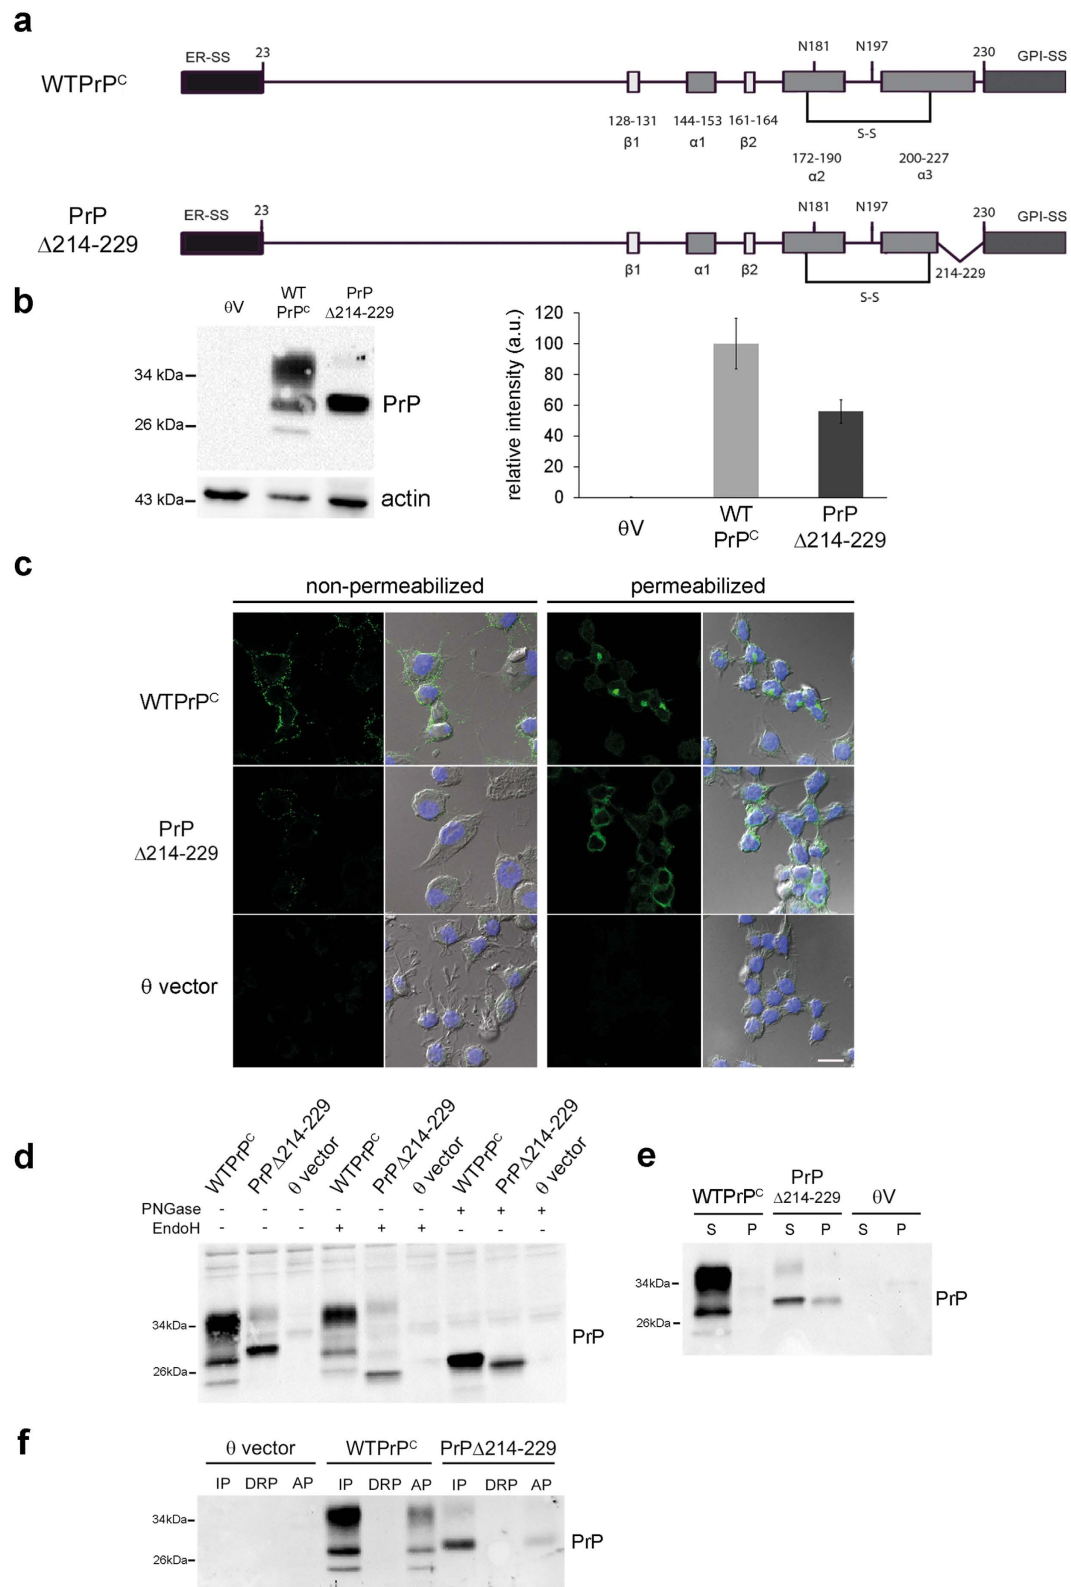 a
ER-SS 23 N181 N197 230 GPI-SS
WTPrPC
128-131 144-153 161-164 S-S
β1 α1 β2
172-190 200-227
α2 α3
PrP
Δ214-229
ER-SS 23 N181 N197 230 GPI-SS
β1 α1 β2 214-229
S-S
b
θV WT PrPC PrP Δ214-229
34 kDa
PrP
26 kDa
43 kDa actin
relative intensity (a.u.)
120
100
80
60
40
20
0
θV WT PrPC PrP Δ214-229
c
non-permeabilized permeabilized
WTPrPC
PrP
Δ214-229
θ vector
d
WTPrPC PrPΔ214-229 θ vector WTPrPC PrPΔ214-229 θ vector WTPrPC PrPΔ214-229 θ vector
PNGase - - - - - - + + +
EndoH - - - + + + - - -
34kDa
PrP
26kDa
e
WTPrPC PrP Δ214-229 θV
S P S P S P
34kDa
PrP
26kDa
f
θ vector WTPrPC PrPΔ214-229
IP DRP AP IP DRP AP IP DRP AP
34kDa
PrP
26kDa